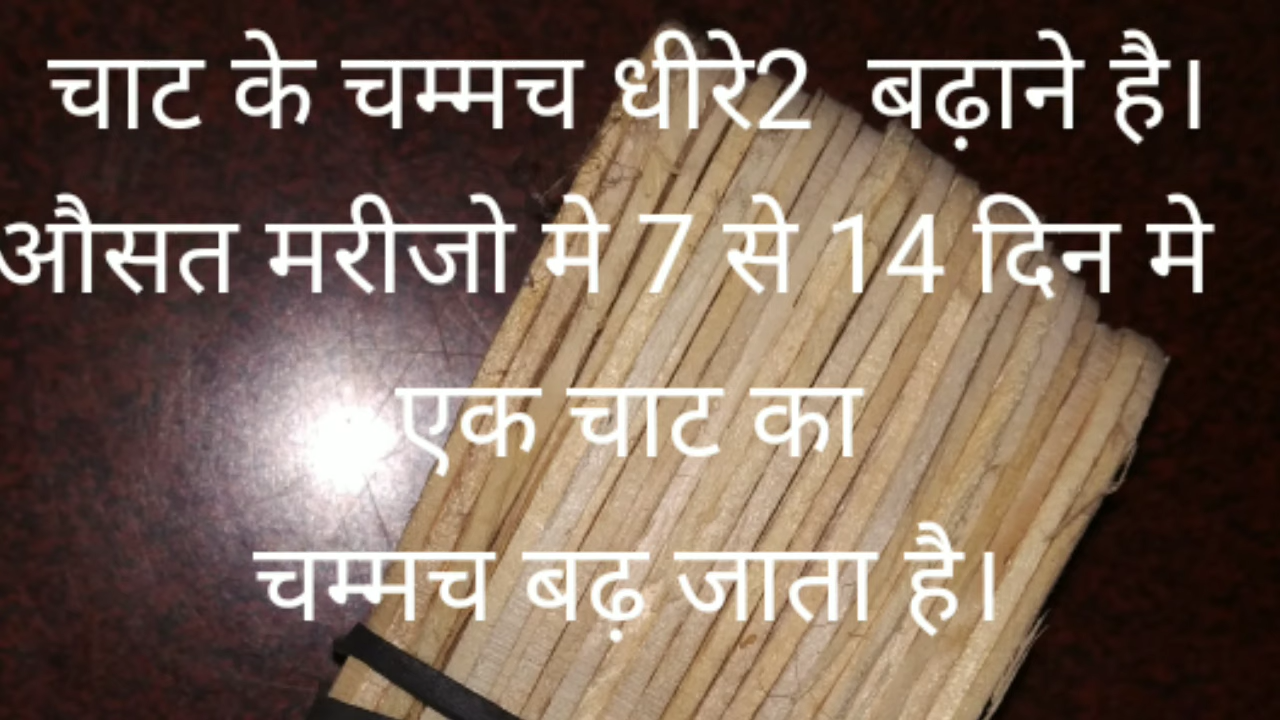 चाट के चम्मच धीरे2 बढ़ाने है।
औसत मरीजो मे 7 से 14 दिन मे
एक चाट का
चम्मच बढ़ जाता है।